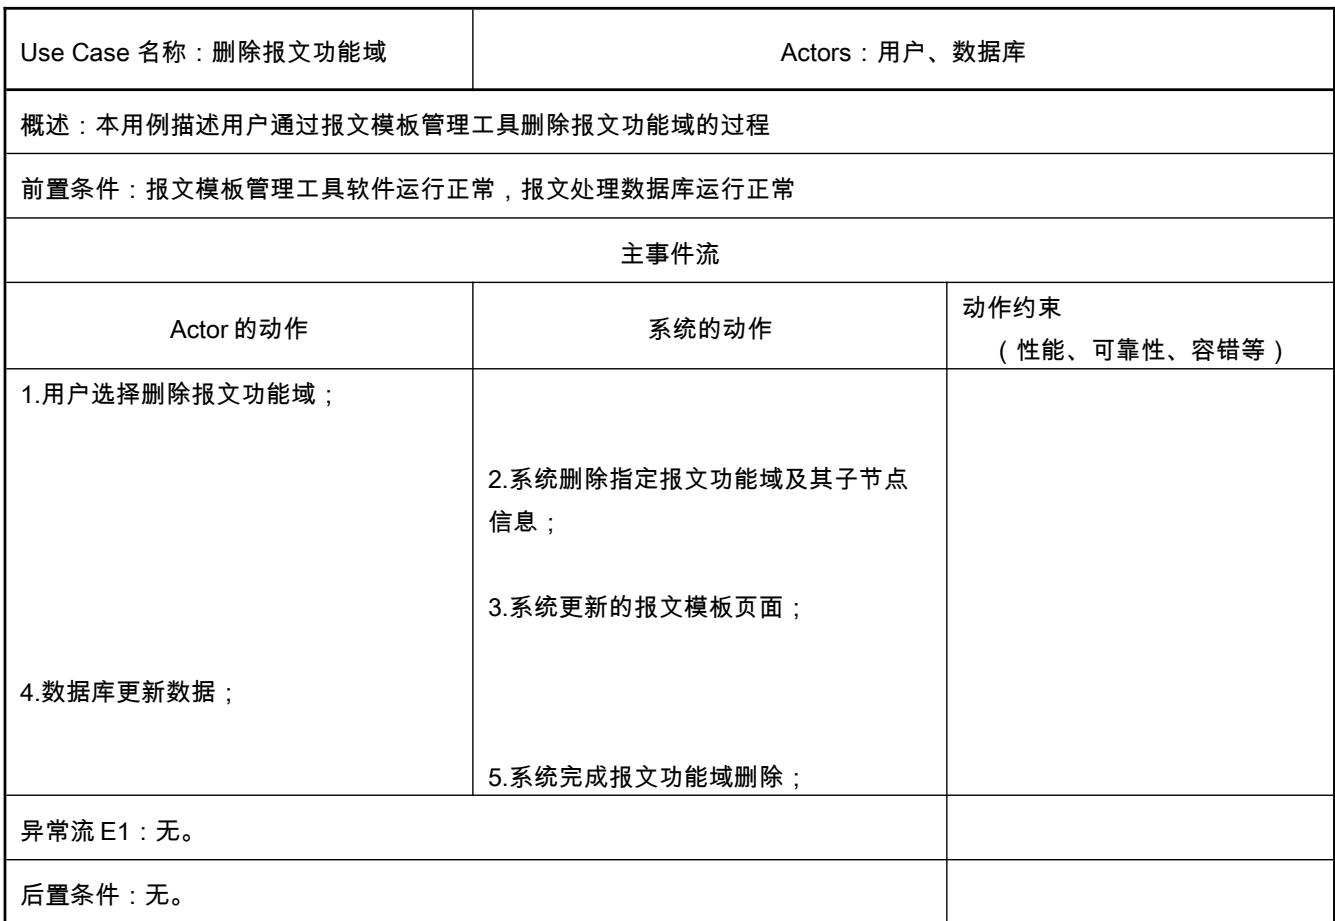 Use Case 名称：删除报文功能域
Actors：用户、数据库
概述：本用例描述用户通过报文模板管理工具删除报文功能域的过程
前置条件：报文模板管理工具软件运行正常，报文处理数据库运行正常
主事件流
Actor 的动作
系统的动作
动作约束
（性能、可靠性、容错等）
1.用户选择删除报文功能域；
2.系统删除指定报文功能域及其子节点
信息；
3.系统更新的报文模板页面；
4.数据库更新数据；
5.系统完成报文功能域删除；
异常流 E1：无。
后置条件：无。